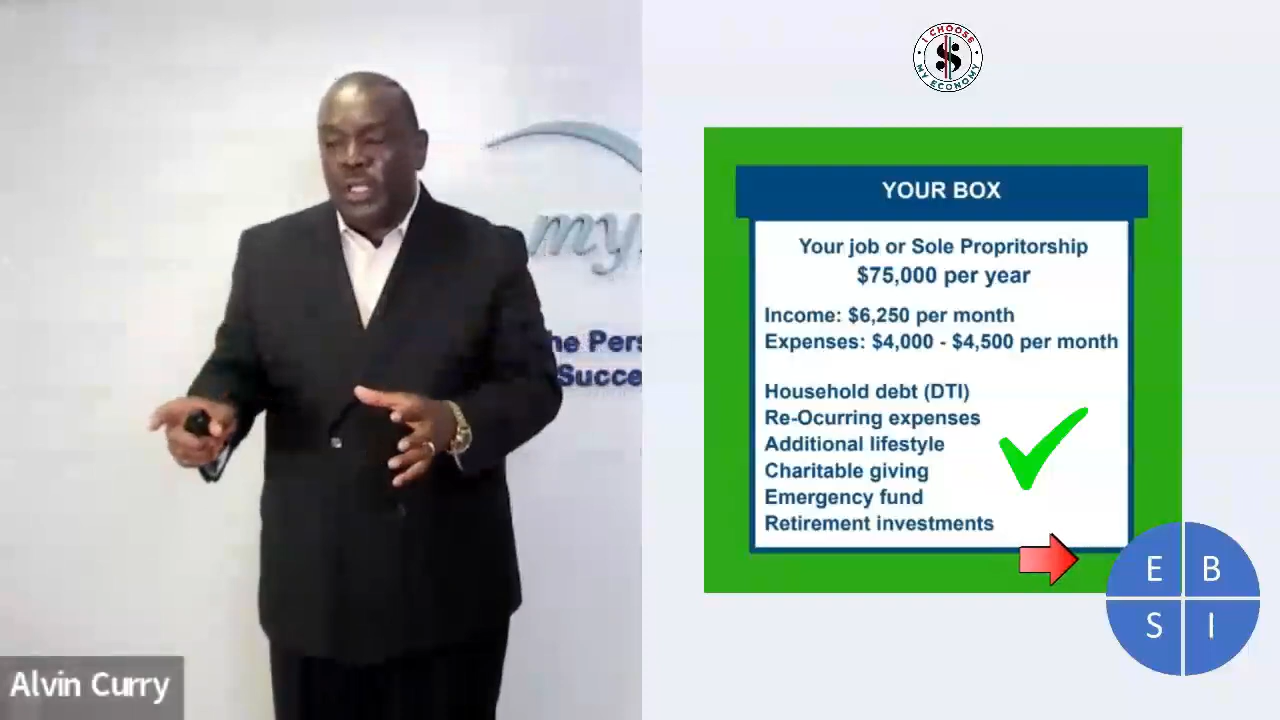 my
he Pers
Succe
Alvin Curry
I CHOOSE
MY ECONOMY
YOUR BOX
Your job or Sole Propritorship
$75,000 per year
Income: $6,250 per month
Expenses: $4,000 - $4,500 per month
Household debt (DTI)
Re-Ocurring expenses
Additional lifestyle
Charitable giving
Emergency fund
Retirement investments
E B
S I